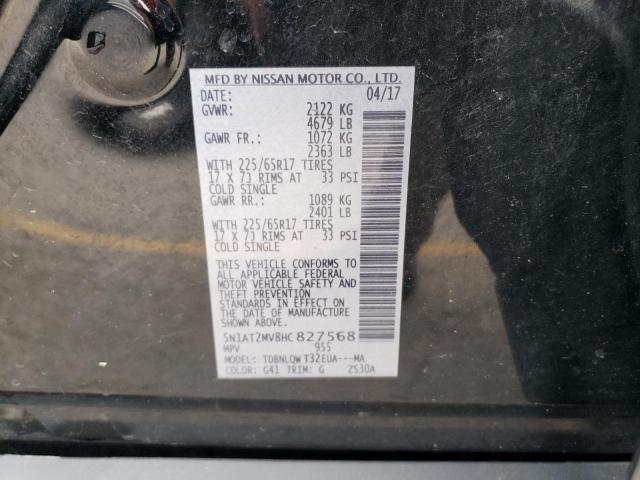 MFD BY NISSAN MOTOR CO., LTD.
DATE: 04/17
GVWR: 2122 KG
4679 LB
GAWR FR.: 1072 KG
2363 LB
WITH 225/65R17 TIRES
17 X 7J RIMS AT 33 PSI
COLD SINGLE
GAWR RR.: 1089 KG
2401 LB
WITH 225/65R17 TIRES
17 X 7J RIMS AT 33 PSI
COLD SINGLE
THIS VEHICLE CONFORMS TO
ALL APPLICABLE FEDERAL
MOTOR VEHICLE SAFETY AND
THEFT PREVENTION
STANDARDS IN EFFECT ON
THE DATE OF MANUFACTURE
SHOWN ABOVE.
5N1AT2MV8HC 827568
MPV 955
MODEL: TDBNLQW T32EUA---MA
COLOR: G41 TRIM: G ZS30A